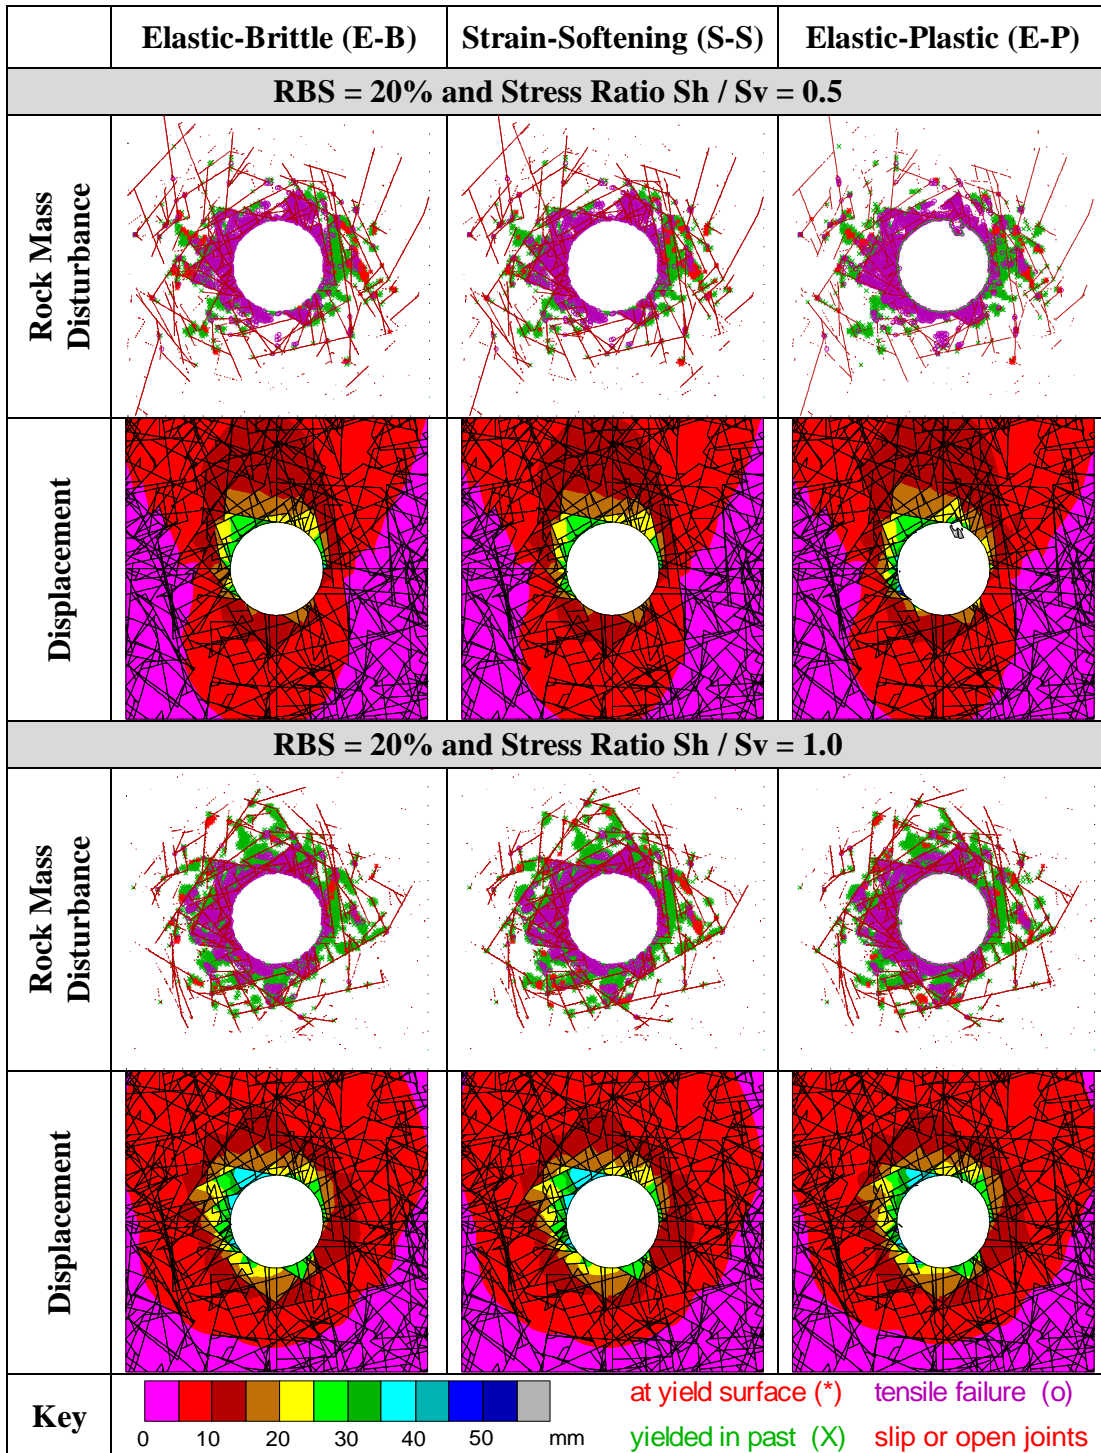 Elastic-Brittle (E-B) Strain-Softening (S-S) Elastic-Plastic (E-P)
RBS = 20% and Stress Ratio Sh / Sv = 0.5
Rock Mass
Disturbance
Displacement
RBS = 20% and Stress Ratio Sh / Sv = 1.0
Rock Mass
Disturbance
Displacement
Key
0 10 20 30 40 50 mm
at yield surface (*) tensile failure (o)
yielded in past (X) slip or open joints